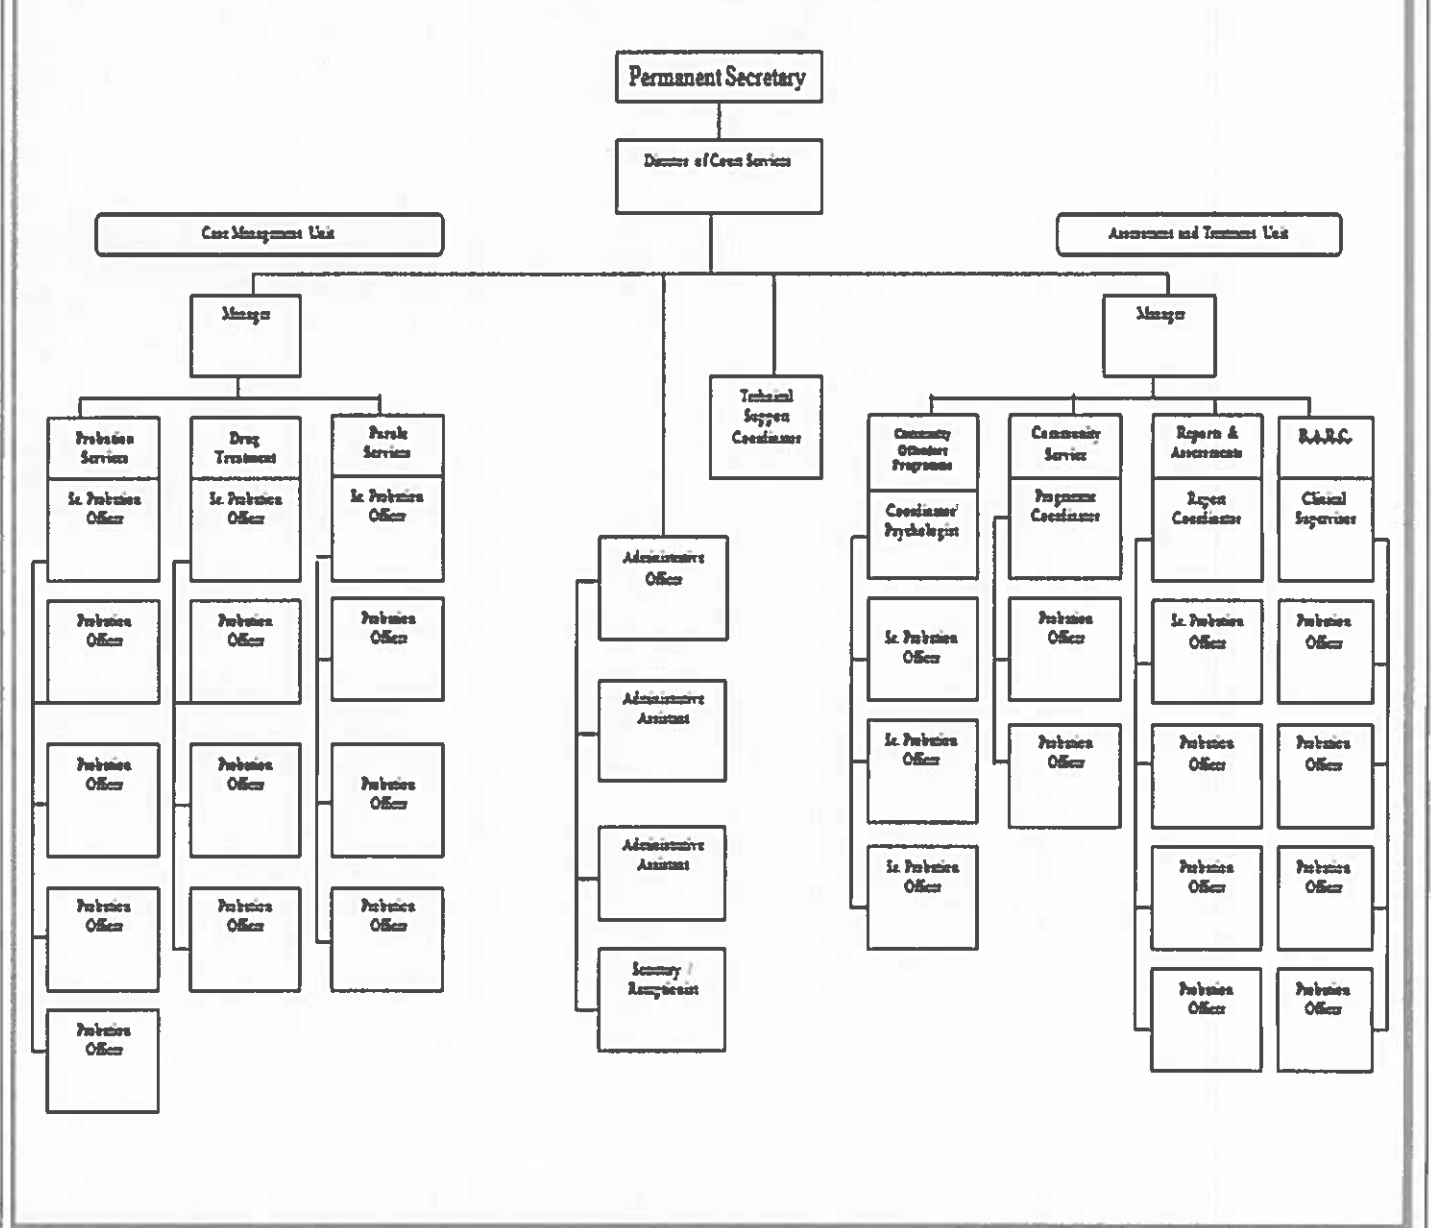 Permanent Secretary
Director of Court Services
Case Management Unit
Assessment and Treatment Unit
Manager
Manager
Technical
Support
Coordinator
Probation
Services
Sr. Probation
Officer
Probation
Officer
Probation
Officer
Probation
Officer
Probation
Officer
Drug
Treatment
Sr. Probation
Officer
Probation
Officer
Probation
Officer
Probation
Officer
Parole
Services
Sr. Probation
Officer
Probation
Officer
Probation
Officer
Probation
Officer
Administrative
Officer
Administrative
Assistant
Administrative
Assistant
Secretary /
Receptionist
Community
Offenders
Programme
Coordinator/
Psychologist
Sr. Probation
Officer
Sr. Probation
Officer
Sr. Probation
Officer
Community
Service
Programme
Coordinator
Probation
Officer
Probation
Officer
Reports &
Assessments
Report
Coordinator
Sr. Probation
Officer
Probation
Officer
Probation
Officer
Probation
Officer
B.A.R.C.
Clinical
Supervisor
Probation
Officer
Probation
Officer
Probation
Officer
Probation
Officer